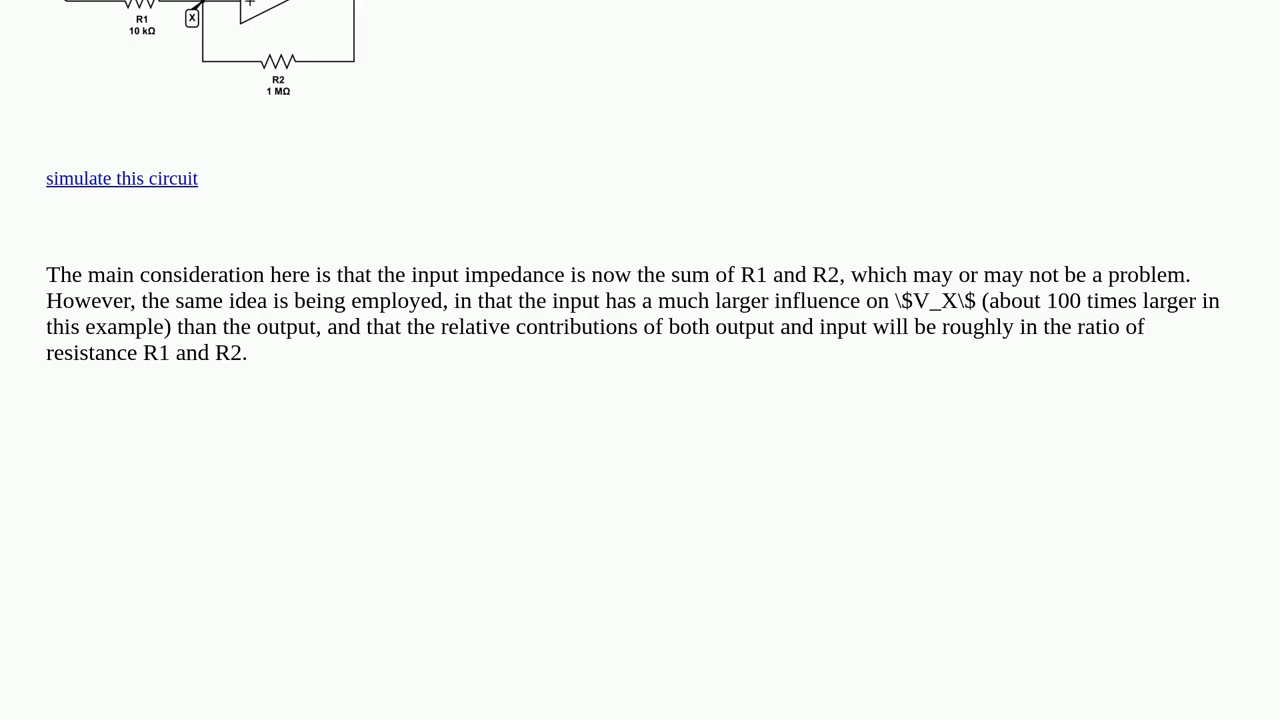 R1
10 kΩ
X
+
R2
1 MΩ
simulate this circuit
The main consideration here is that the input impedance is now the sum of R1 and R2, which may or may not be a problem.
However, the same idea is being employed, in that the input has a much larger influence on \$V_X\$ (about 100 times larger in
this example) than the output, and that the relative contributions of both output and input will be roughly in the ratio of
resistance R1 and R2.